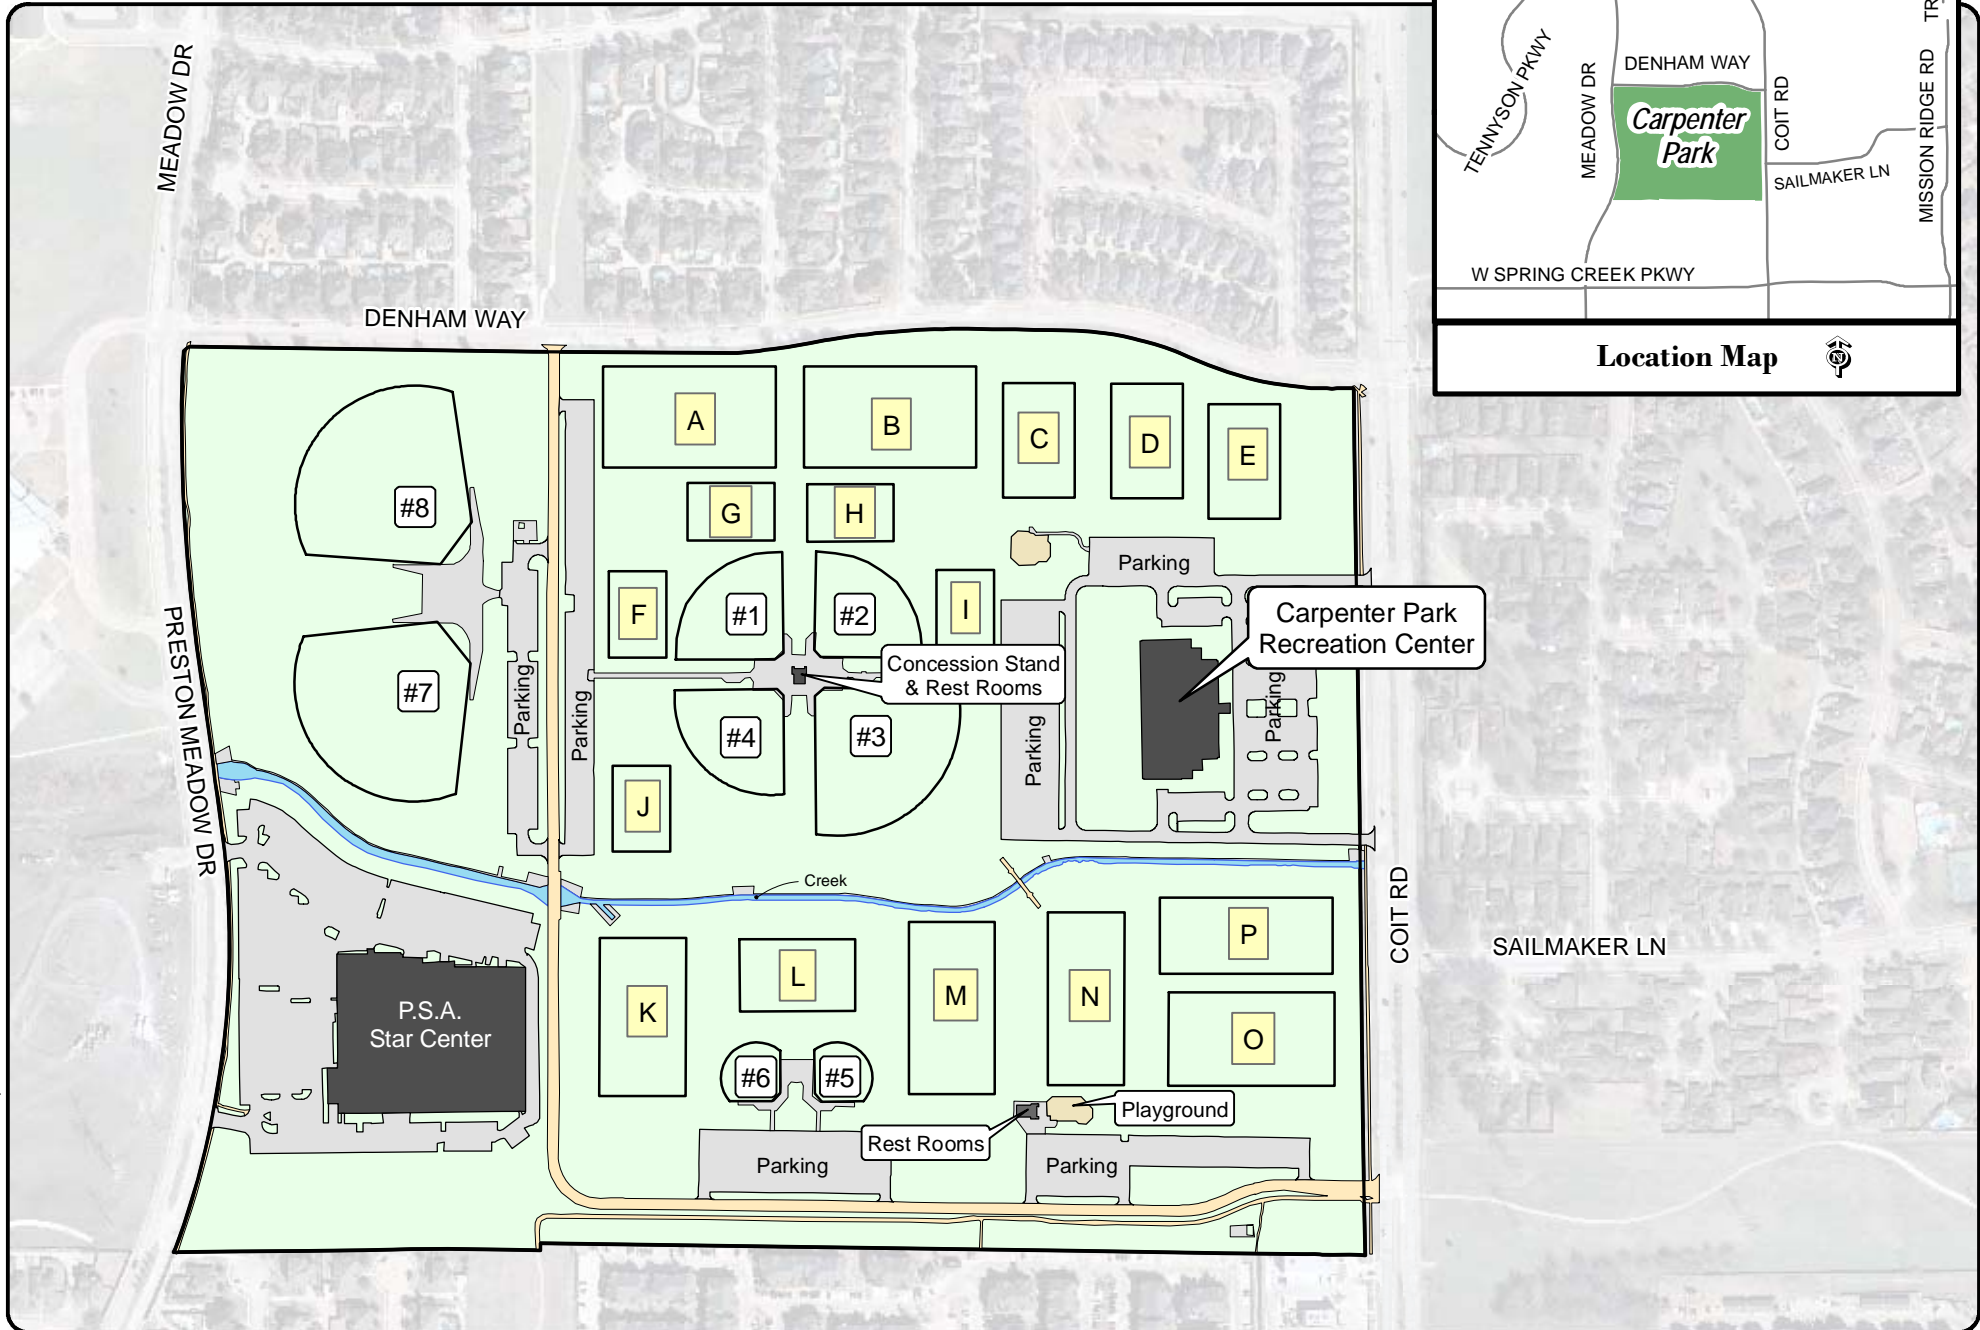 MEADOW DR
DENHAM WAY
PRESTON MEADOW DR
TENNYSON PKWY
MEADOW DR
DENHAM WAY
Carpenter
Park
COIT RD
SAILMAKER LN
MISSION RIDGE RD
TR
W SPRING CREEK PKWY
Location Map
N
A
B
C
D
E
#8
G
H
Parking
F
#1
#2
I
Carpenter Park
Recreation Center
Concession Stand
& Rest Rooms
#7
Parking
Parking
#4
#3
Parking
Parking
J
Creek
COIT RD
SAILMAKER LN
P.S.A.
Star Center
K
L
M
N
P
O
#6
#5
Playground
Rest Rooms
Parking
Parking